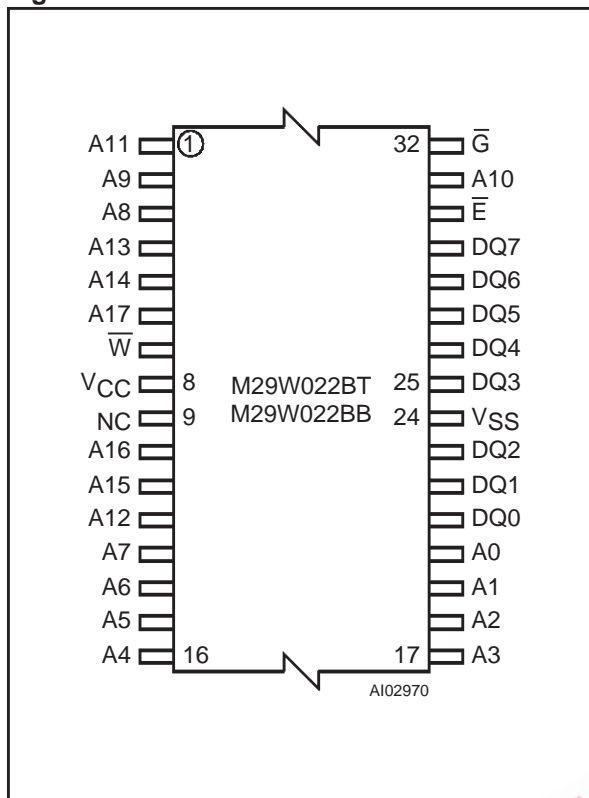 A11 1 32 G̅
A9 A10
A8 E̅
A13 DQ7
A14 DQ6
A17 DQ5
W̅ DQ4
VCC 8 M29W022BT 25 DQ3
NC 9 M29W022BB 24 VSS
A16 DQ2
A15 DQ1
A12 DQ0
A7 A0
A6 A1
A5 A2
A4 16 17 A3
AI02970